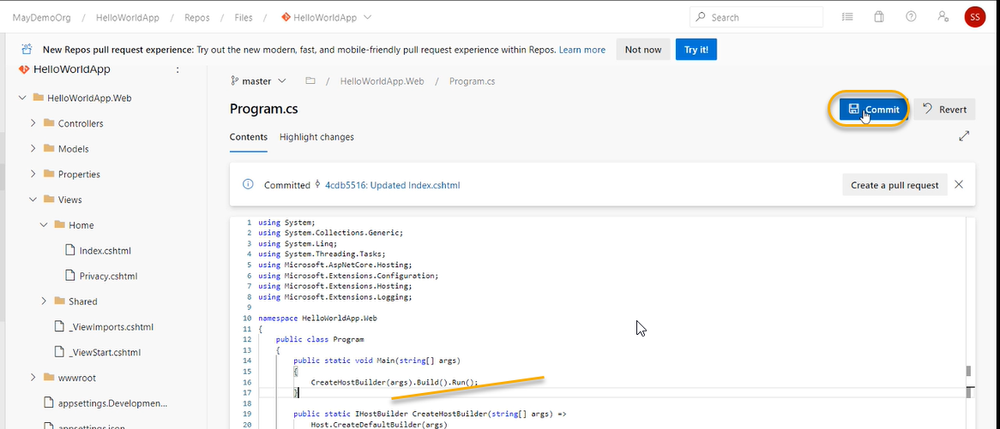 MayDemoOrg / HelloWorldApp / Repos / Files / HelloWorldApp
Search
SS
New Repos pull request experience: Try out the new modern, fast, and mobile-friendly pull request experience within Repos. Learn more
Not now
Try it!
HelloWorldApp
HelloWorldApp.Web
Controllers
Models
Properties
Views
Home
Index.cshtml
Privacy.cshtml
Shared
_ViewImports.cshtml
_ViewStart.cshtml
wwwroot
appsettings.Developmen...
appsettings.json
master / HelloWorldApp.Web / Program.cs
Program.cs
Commit
Revert
Contents
Highlight changes
Committed 4cdb5516: Updated Index.cshtml
Create a pull request
1 using System;
2 using System.Collections.Generic;
3 using System.Linq;
4 using System.Threading.Tasks;
5 using Microsoft.AspNetCore.Hosting;
6 using Microsoft.Extensions.Configuration;
7 using Microsoft.Extensions.Hosting;
8 using Microsoft.Extensions.Logging;
9
10 namespace HelloWorldApp.Web
11 {
12 public class Program
13 {
14 public static void Main(string[] args)
15 {
16 CreateHostBuilder(args).Build().Run();
17 }
18
19 public static IHostBuilder CreateHostBuilder(string[] args) =>
20 Host.CreateDefaultBuilder(args)